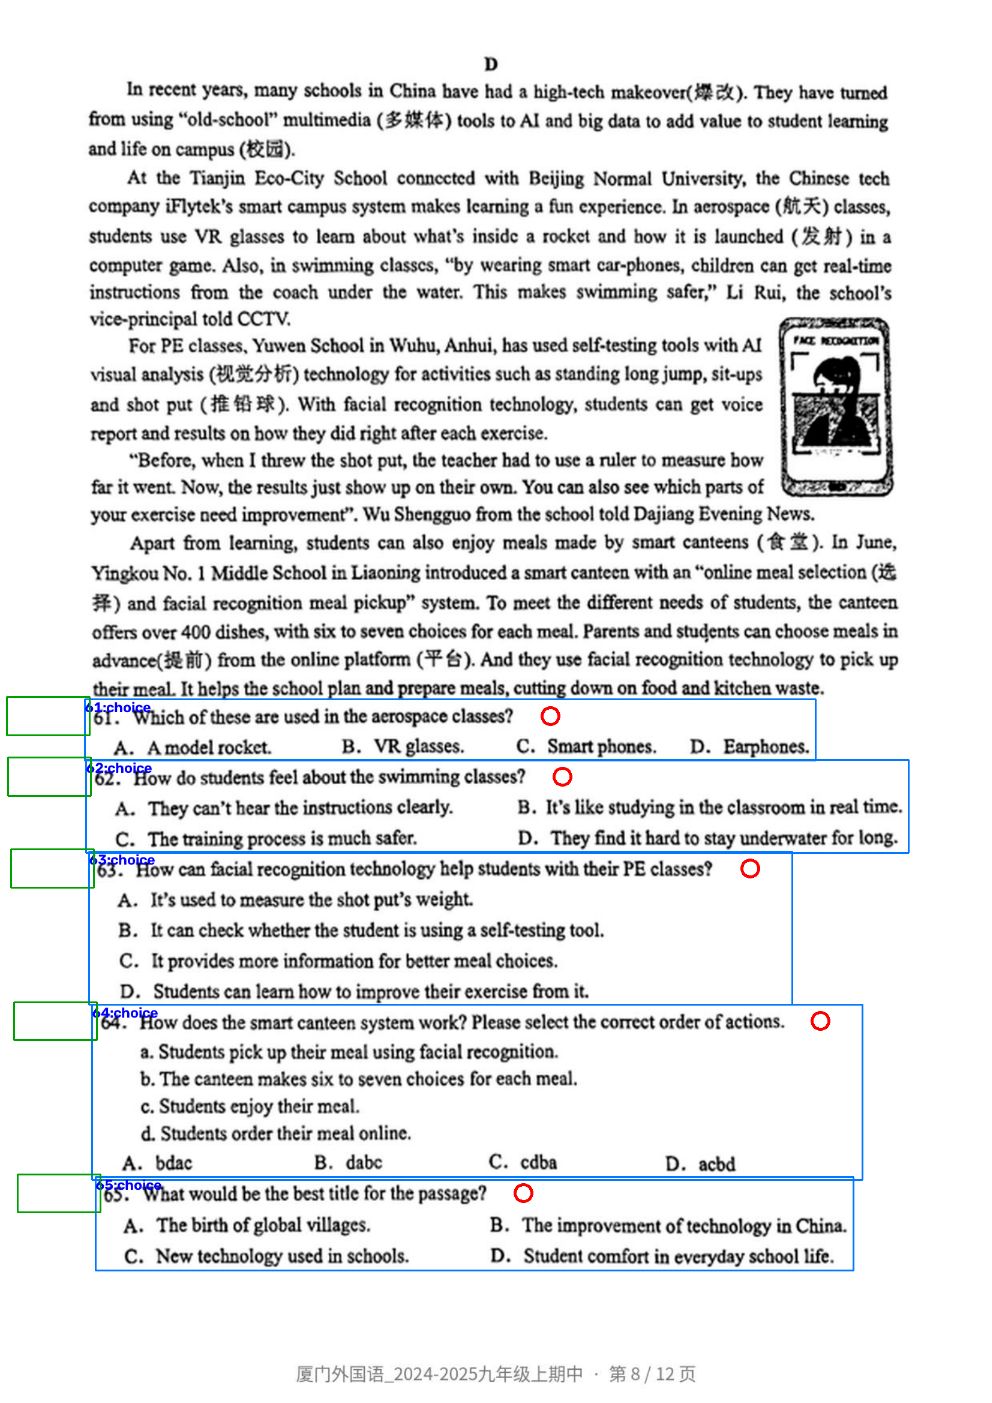 D
In recent years, many schools in China have had a high-tech makeover(爆改). They have turned
from using “old-school” multimedia (多媒体) tools to AI and big data to add value to student learning
and life on campus (校园).
At the Tianjin Eco-City School connected with Beijing Normal University, the Chinese tech
company iFlytek’s smart campus system makes learning a fun experience. In aerospace (航天) classes,
students use VR glasses to learn about what’s inside a rocket and how it is launched (发射) in a
computer game. Also, in swimming classes, “by wearing smart car-phones, children can get real-time
instructions from the coach under the water. This makes swimming safer,” Li Rui, the school’s
vice-principal told CCTV.
For PE classes, Yuwen School in Wuhu, Anhui, has used self-testing tools with AI
visual analysis (视觉分析) technology for activities such as standing long jump, sit-ups
and shot put (推铅球). With facial recognition technology, students can get voice
report and results on how they did right after each exercise.
FACE RECOGNITION
“Before, when I threw the shot put, the teacher had to use a ruler to measure how
far it went. Now, the results just show up on their own. You can also see which parts of
your exercise need improvement”. Wu Shengguo from the school told Dajiang Evening News.
Apart from learning, students can also enjoy meals made by smart canteens (食堂). In June,
Yingkou No. 1 Middle School in Liaoning introduced a smart canteen with an “online meal selection (选
择) and facial recognition meal pickup” system. To meet the different needs of students, the canteen
offers over 400 dishes, with six to seven choices for each meal. Parents and students can choose meals in
advance(提前) from the online platform (平台). And they use facial recognition technology to pick up
their meal. It helps the school plan and prepare meals, cutting down on food and kitchen waste.
61:choice
61. Which of these are used in the aerospace classes?
A. A model rocket. B. VR glasses. C. Smart phones. D. Earphones.
62:choice
62. How do students feel about the swimming classes?
A. They can’t hear the instructions clearly. B. It’s like studying in the classroom in real time.
C. The training process is much safer. D. They find it hard to stay underwater for long.
63:choice
63. How can facial recognition technology help students with their PE classes?
A. It’s used to measure the shot put’s weight.
B. It can check whether the student is using a self-testing tool.
C. It provides more information for better meal choices.
D. Students can learn how to improve their exercise from it.
64:choice
64. How does the smart canteen system work? Please select the correct order of actions.
a. Students pick up their meal using facial recognition.
b. The canteen makes six to seven choices for each meal.
c. Students enjoy their meal.
d. Students order their meal online.
A. bdac B. dabc C. cdba D. acbd
65:choice
65. What would be the best title for the passage?
A. The birth of global villages. B. The improvement of technology in China.
C. New technology used in schools. D. Student comfort in everyday school life.
厦门外国语_2024-2025九年级上期中 · 第 8 / 12 页